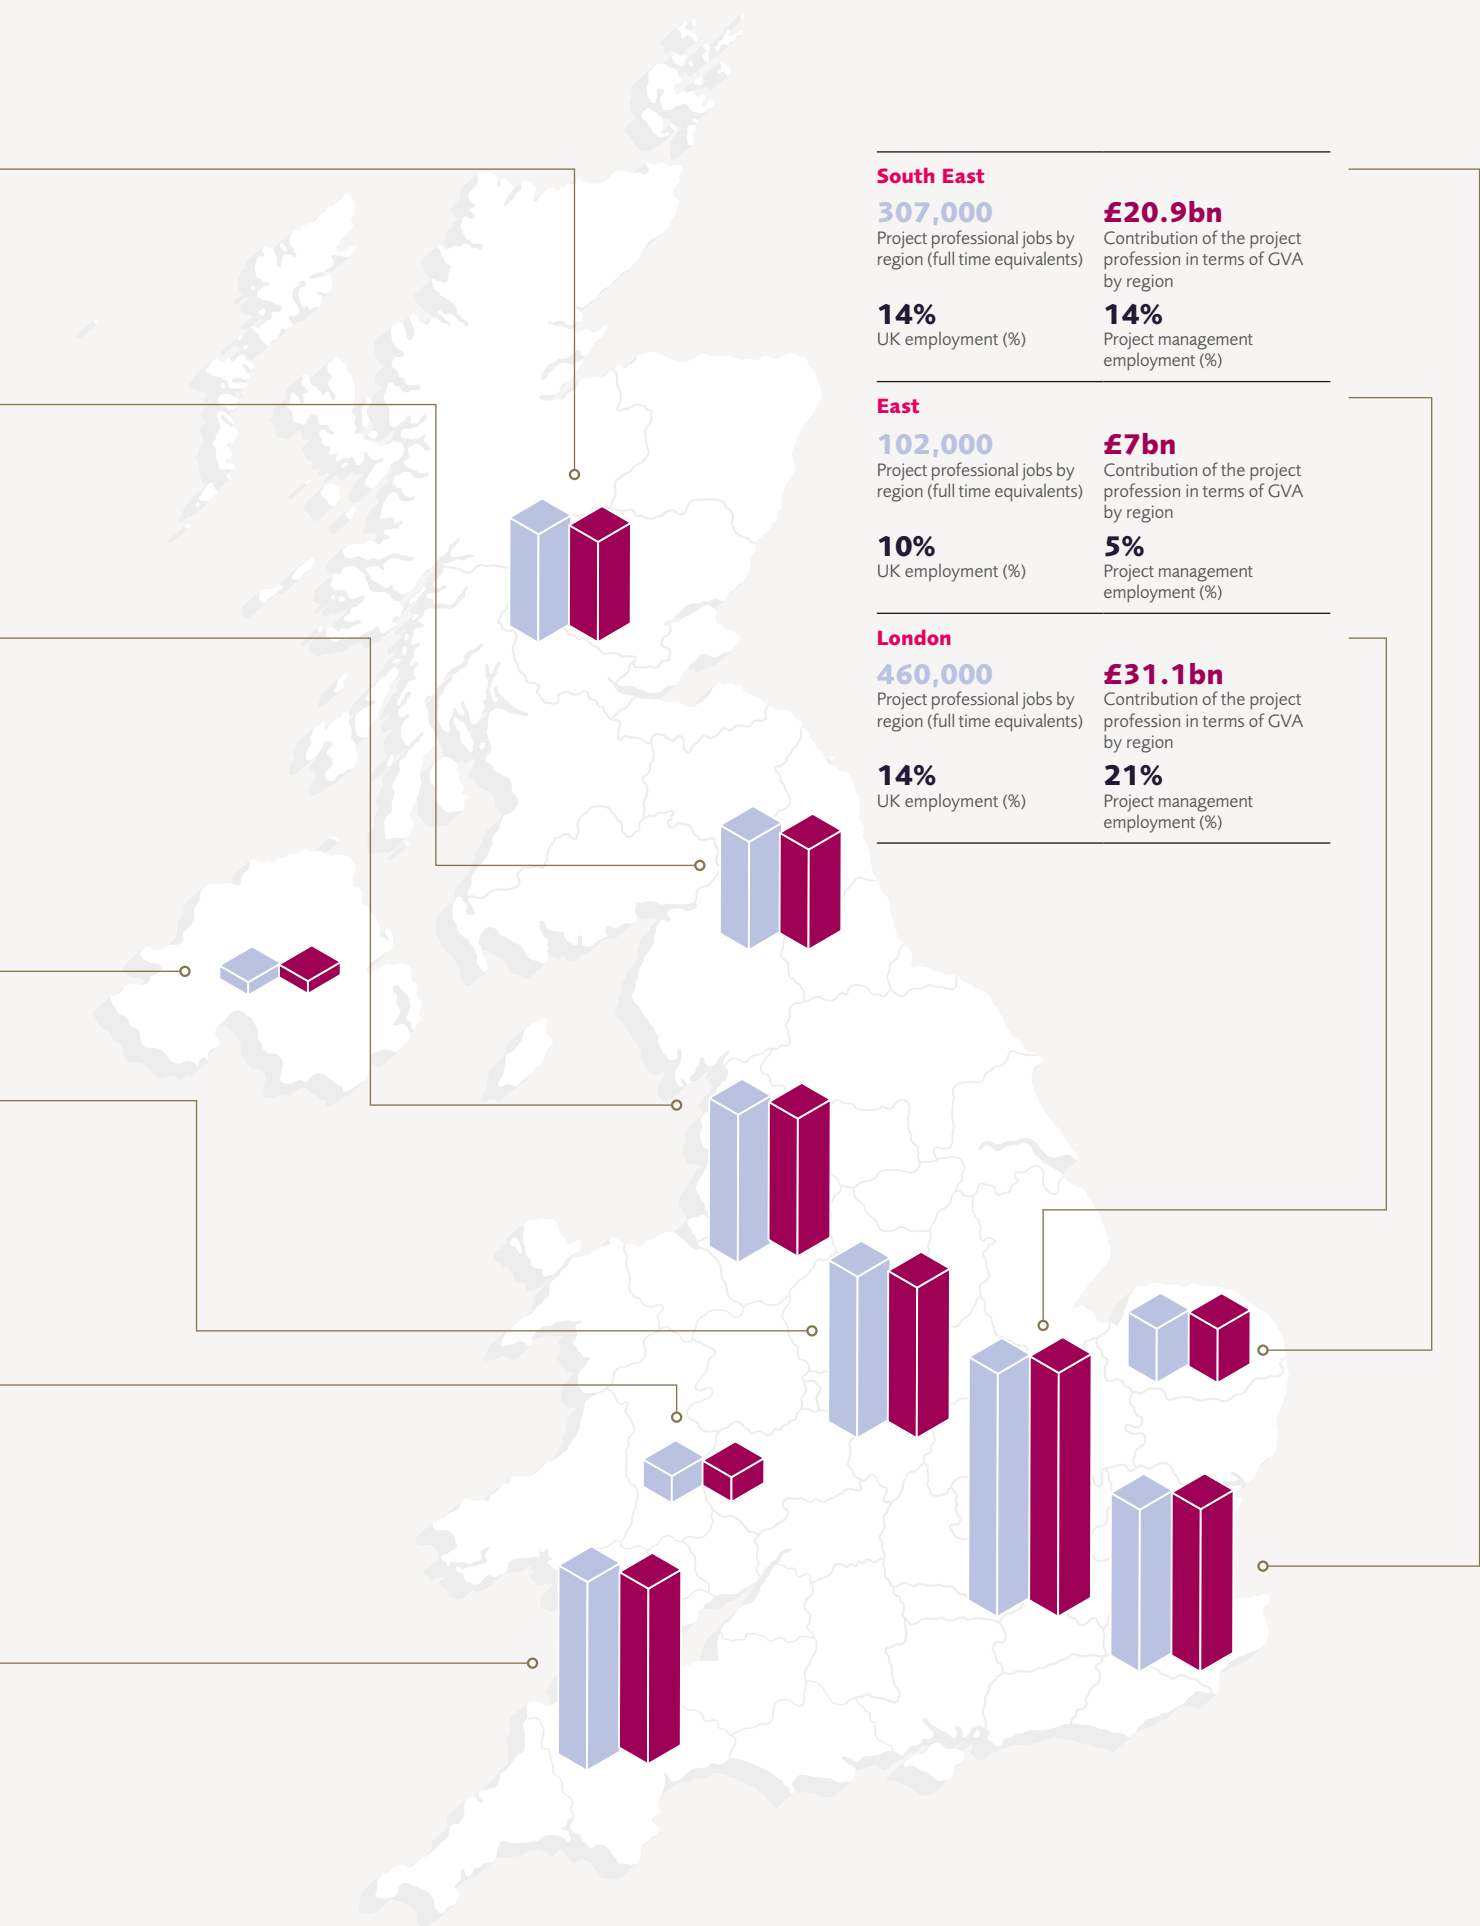 South East
307,000
Project professional jobs by
region (full time equivalents)
£20.9bn
Contribution of the project
profession in terms of GVA
by region
14%
UK employment (%)
14%
Project management
employment (%)
East
102,000
Project professional jobs by
region (full time equivalents)
£7bn
Contribution of the project
profession in terms of GVA
by region
10%
UK employment (%)
5%
Project management
employment (%)
London
460,000
Project professional jobs by
region (full time equivalents)
£31.1bn
Contribution of the project
profession in terms of GVA
by region
14%
UK employment (%)
21%
Project management
employment (%)